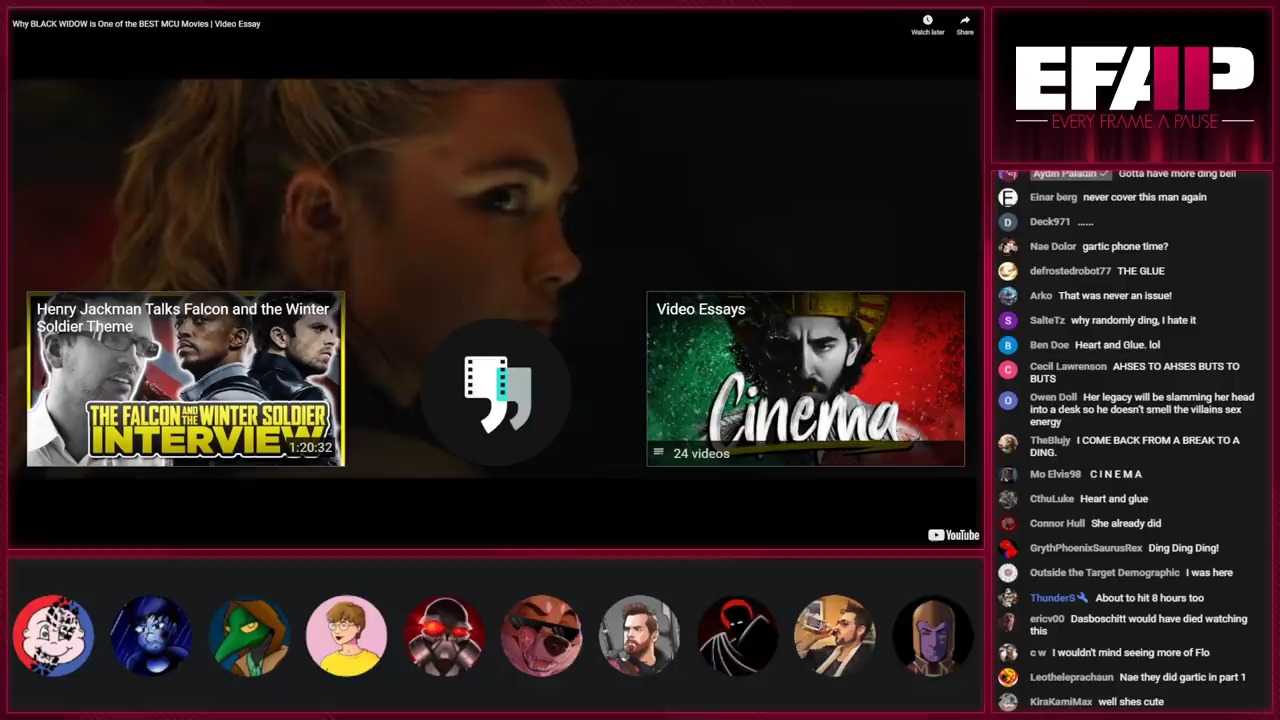 Why BLACK WIDOW is One of the BEST MCU Movies | Video Essay
Watch later
Share
Henry Jackman Talks Falcon and the Winter
Soldier Theme
THE FALCON AND THE WINTER SOLDIER
INTERVIEW
1:20:32
Video Essays
Cinema
24 videos
YouTube
EFAP
EVERY FRAME A PAUSE
Aydin Paladin Gotta have more ding bell
Einar berg never cover this man again
D Deck971 ......
Nae Dolor gartic phone time?
defrostedrobot77 THE GLUE
Arko That was never an issue!
S SalteTz why randomly ding, I hate it
B Ben Doe Heart and Glue. lol
C Cecil Lawrenson AHSES TO AHSES BUTS TO
BUTS
O Owen Doll Her legacy will be slamming her head
into a desk so he doesn't smell the villains sex
energy
TheBlujy I COME BACK FROM A BREAK TO A
DING.
Mo Elvis98 C I N E M A
CthuLuke Heart and glue
Connor Hull She already did
GrythPhoenixSaurusRex Ding Ding Ding!
Outside the Target Demographic I was here
ThunderS About to hit 8 hours too
ericv00 Dasboschitt would have died watching
this
c w I wouldn't mind seeing more of Flo
Leotheleprachaun Nae they did gartic in part 1
KiraKamiMax well shes cute